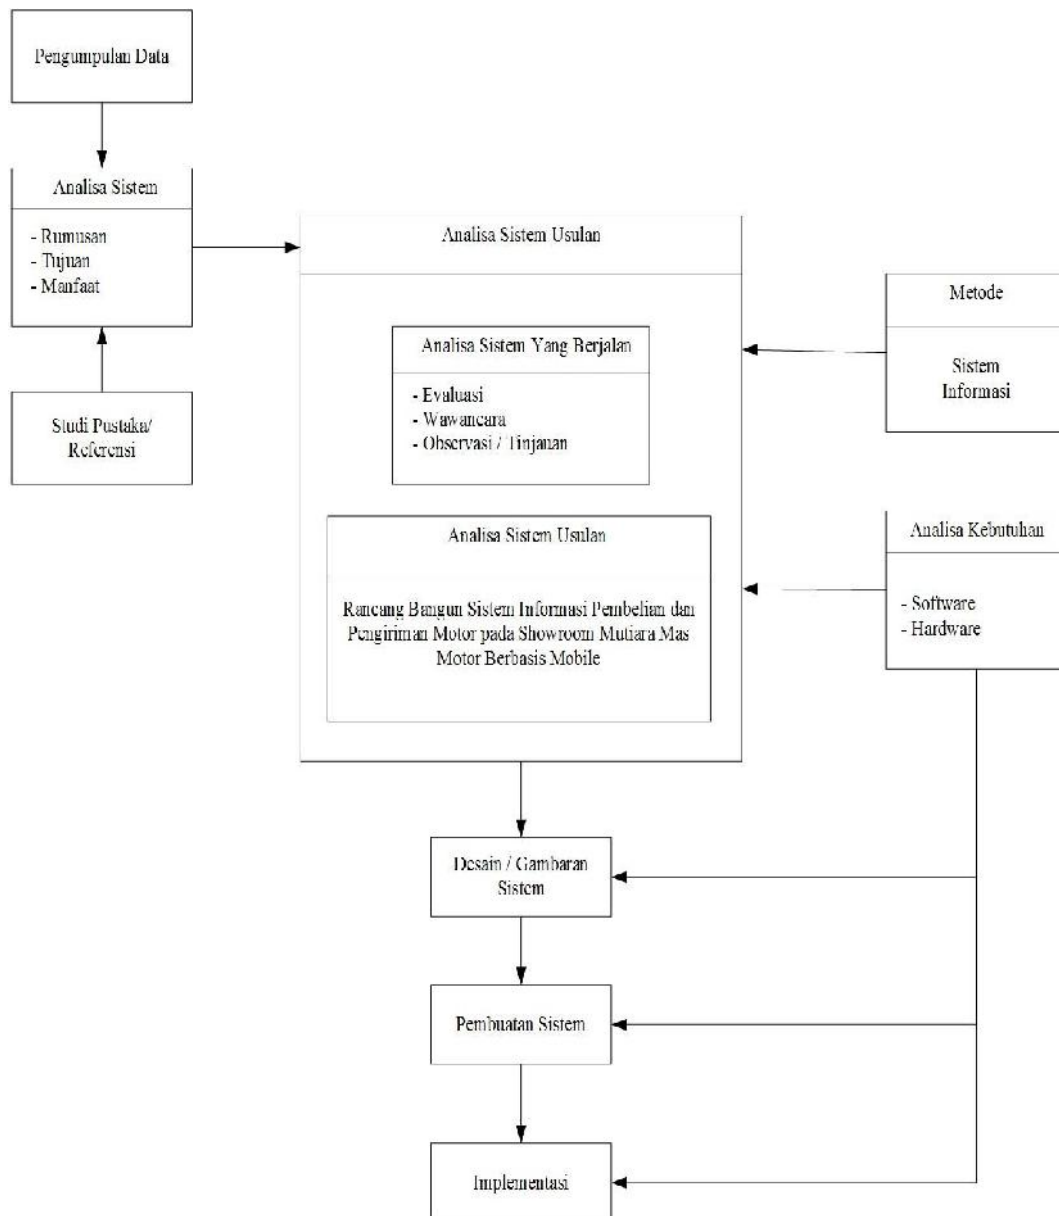 Pengumpulan Data
Analisa Sistem
- Rumusan
- Tujuan
- Manfaat
Studi Pustaka/
Referensi
Analisa Sistem Usulan
Analisa Sistem Yang Berjalan
- Evaluasi
- Wawancara
- Observasi / Tinjauan
Analisa Sistem Usulan
Rancang Bangun Sistem Informasi Pembelian dan
Pengiriman Motor pada Showroom Mutiara Mas
Motor Berbasis Mobile
Metode
Sistem
Informasi
Analisa Kebutuhan
- Software
- Hardware
Desain / Gambaran
Sistem
Pembuatan Sistem
Implementasi